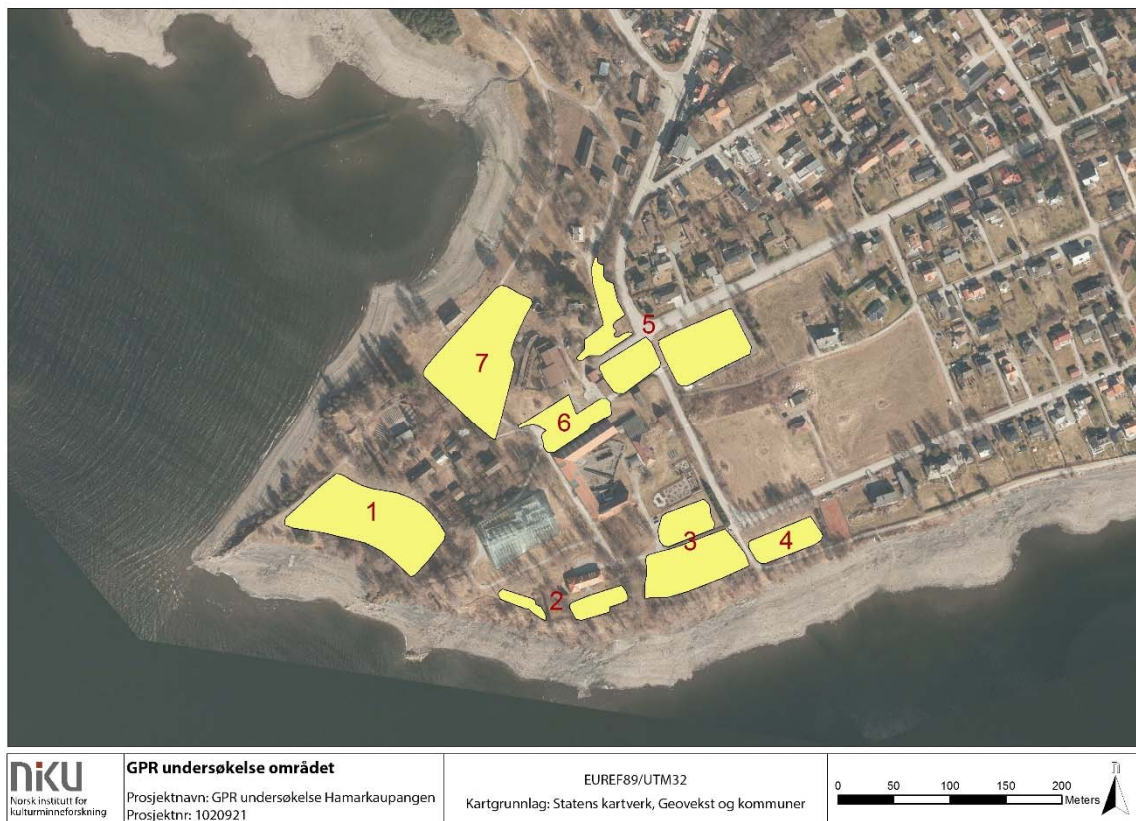 5
7
6
1
3
4
2
niku
Norsk institutt for
kulturminneforskning
GPR undersøkelse området
Prosjektnavn: GPR undersøkelse Hamarkaupangen
Prosjektnr: 1020921
EUREF89/UTM32
Kartgrunnlag: Statens kartverk, Geovekst og kommuner
0 50 100 150 200
Meters